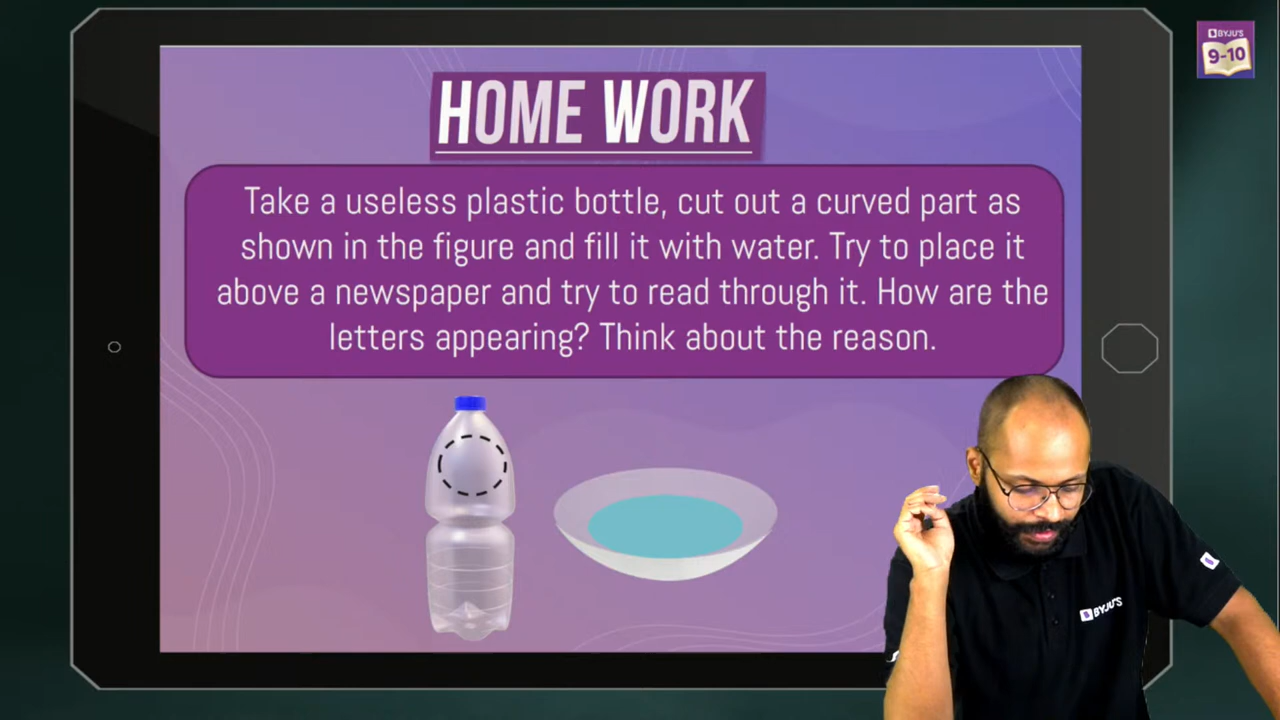 BYJU'S
9-10
HOME WORK
Take a useless plastic bottle, cut out a curved part as
shown in the figure and fill it with water. Try to place it
above a newspaper and try to read through it. How are the
letters appearing? Think about the reason.
BYJU'S